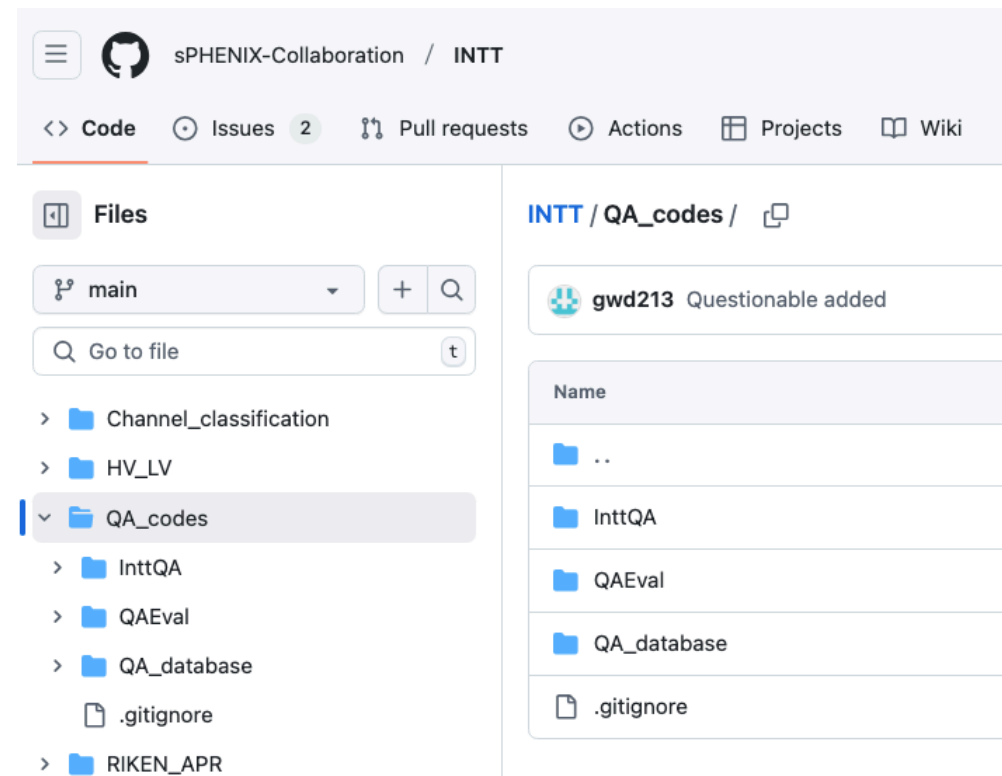 sPHENIX-Collaboration / INTT
Code Issues 2 Pull requests Actions Projects Wiki
Files
main
Go to file t
Channel_classification
HV_LV
QA_codes
InttQA
QAEval
QA_database
.gitignore
RIKEN_APR
INTT / QA_codes /
gwd213 Questionable added
Name
..
InttQA
QAEval
QA_database
.gitignore